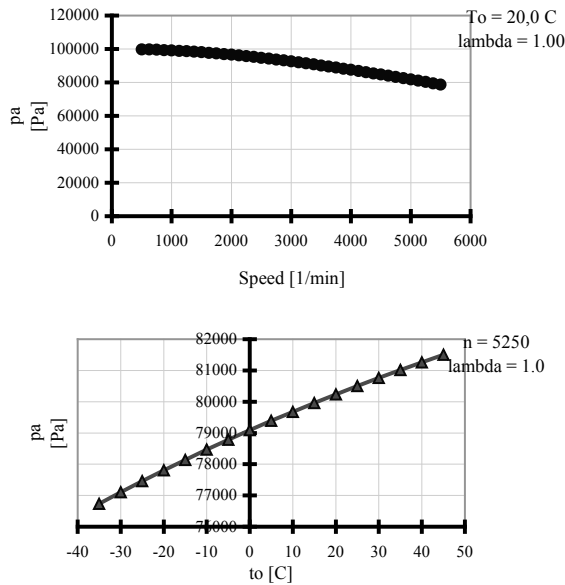 To = 20,0 C
lambda = 1.00
120000
100000
80000
60000
40000
20000
0
pa
[Pa]
0 1000 2000 3000 4000 5000 6000
Speed [1/min]
n = 5250
lambda = 1.0
82000
81000
80000
79000
78000
77000
76000
pa
[Pa]
-40 -30 -20 -10 0 10 20 30 40 50
to [C]